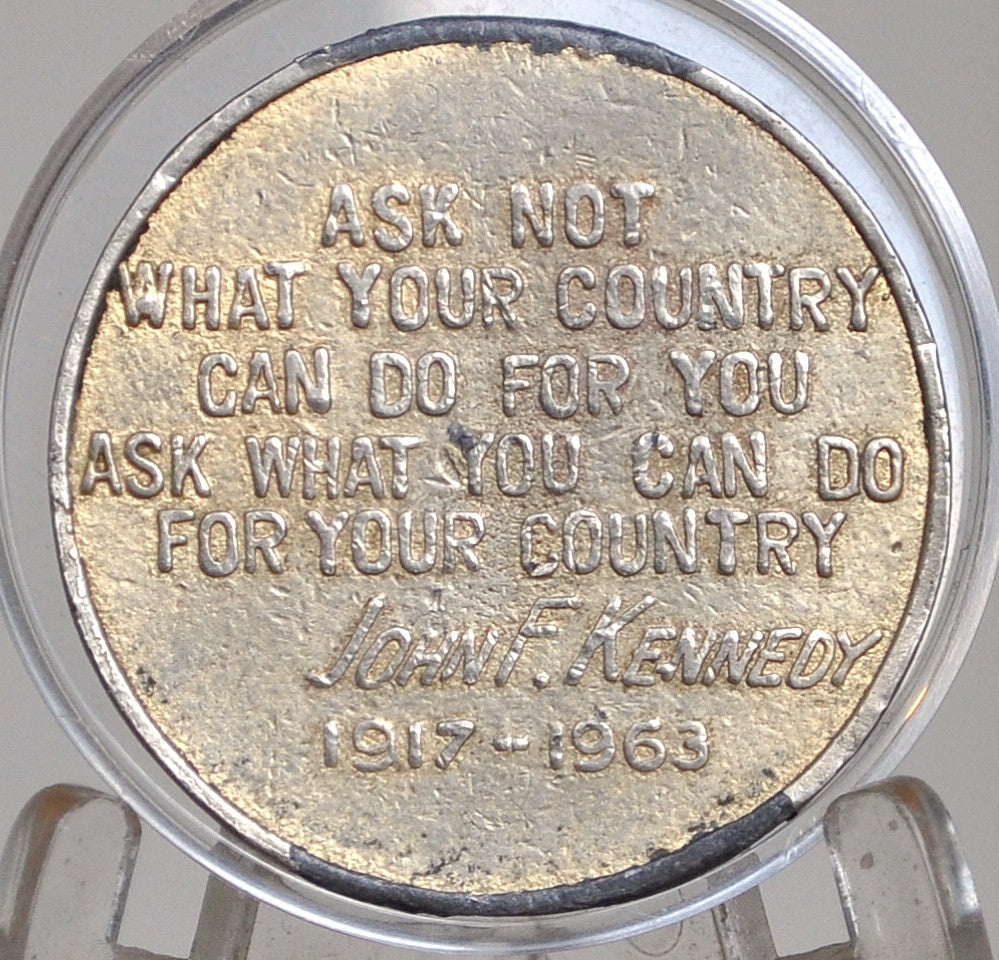 ASK NOT
WHAT YOUR COUNTRY
CAN DO FOR YOU
ASK WHAT YOU CAN DO
FOR YOUR COUNTRY
JOHN F. KENNEDY
1917-1963